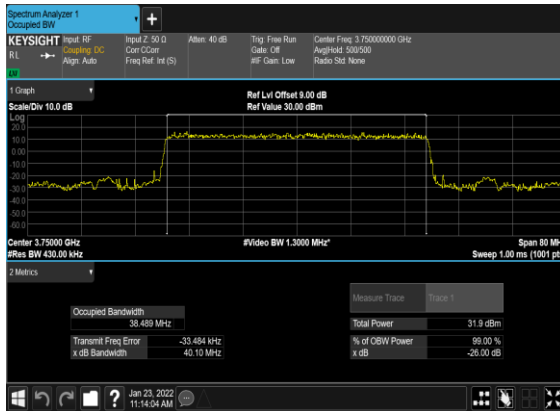 Spectrum Analyzer 1
Occupied BW
KEYSIGHT Input: RF Input Z: 50 Ω Atten: 40 dB Trig: Free Run Center Freq: 3.750000000 GHz
RL Coupling: DC Corr CCorr Gate: Off Avg|Hold: 500/500
Align: Auto Freq Ref: Int (S) #IF Gain: Low Radio Std: None
1 Graph
Scale/Div 10.0 dB
Ref Lvl Offset 9.00 dB
Ref Value 30.00 dBm
Log
20.0
10.0
0.00
-10.0
-20.0
-30.0
-40.0
-50.0
-60.0
Center 3.75000 GHz #Video BW 1.3000 MHz* Span 80 MH
#Res BW 430.00 kHz Sweep 1.00 ms (1001 pt
2 Metrics
Measure Trace Trace 1
Occupied Bandwidth
38.489 MHz
Total Power 31.9 dBm
Transmit Freq Error -33.484 kHz % of OBW Power 99.00 %
x dB Bandwidth 40.10 MHz x dB -26.00 dB
? Jan 23, 2022
11:14:04 AM